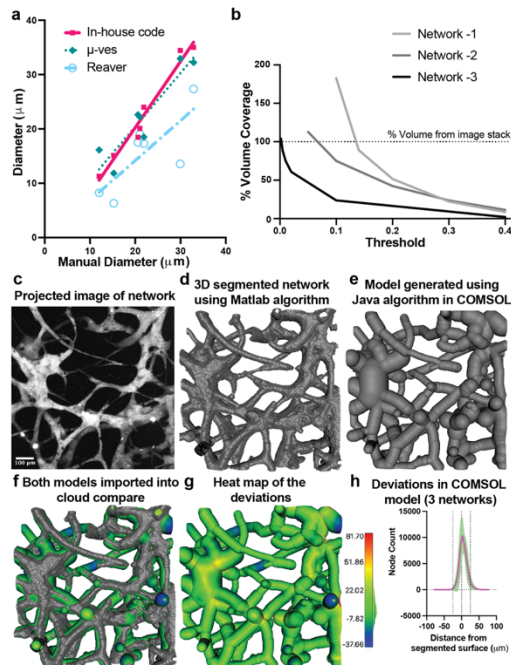 a
In-house code
μ-ves
Reaver
40
30
20
10
0
0
10
20
30
40
Diameter (μm)
Manual Diameter (μm)
b
Network -1
Network -2
Network -3
200
150
100
50
0
% Volume from image stack
0.0
0.1
0.2
0.3
0.4
% Volume Coverage
Threshold
c
Projected image of network
100 μm
d
3D segmented network
using Matlab algorithm
e
Model generated using
Java algorithm in COMSOL
f
Both models imported into
cloud compare
g
Heat map of the
deviations
81.70
51.86
22.02
-7.82
-37.66
h
Deviations in COMSOL
model (3 networks)
15000
10000
5000
0
-5000
Node Count
-100
-50
0
50
100
Distance from
segmented surface
(μm)